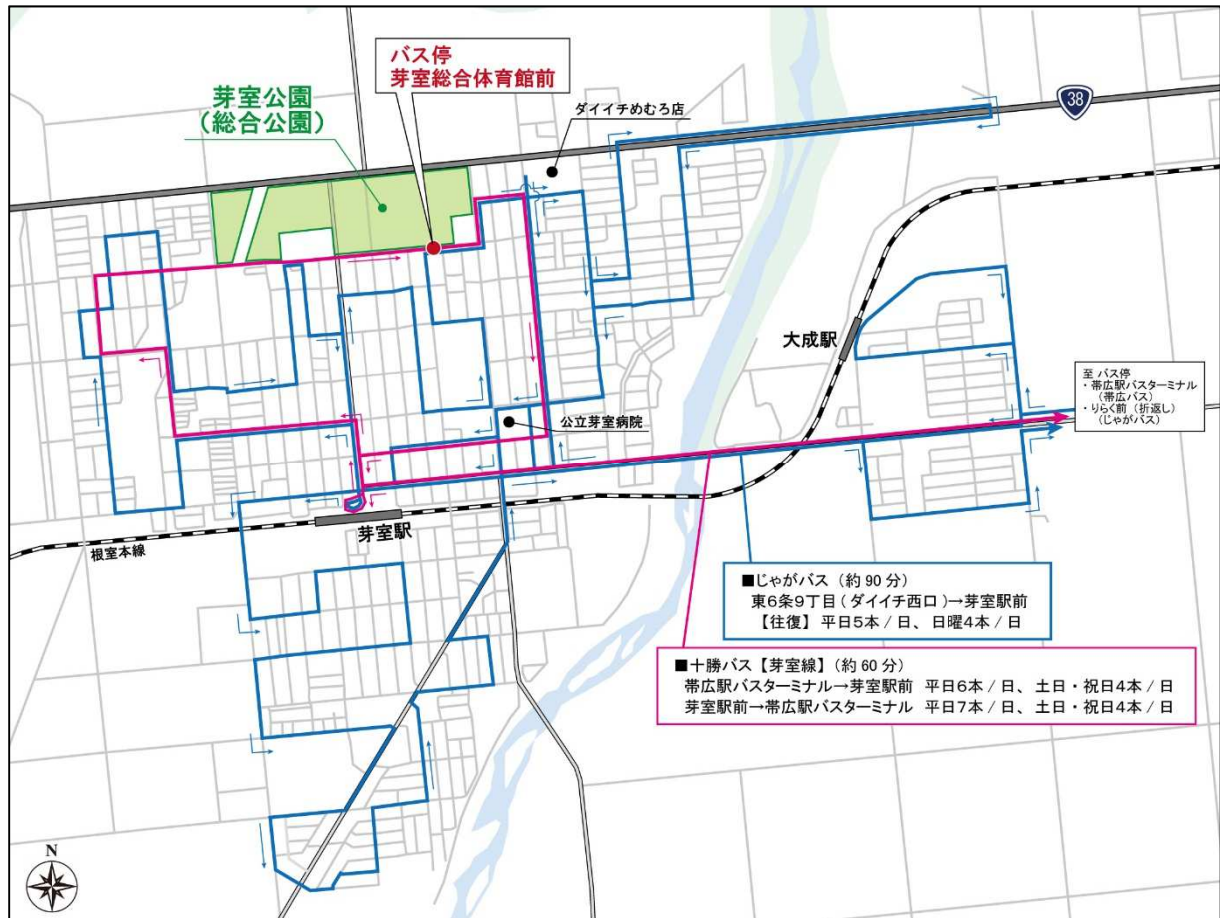 バス停
芽室総合体育館前
芽室公園
(総合公園)
ダイイチめむろ店
38
大成駅
至 バス停
・帯広駅バスターミナル
(帯広バス)
・りらく前 (折返し)
(じゃがバス)
公立芽室病院
芽室駅
根室本線
■じゃがバス (約90分)
東6条9丁目(ダイイチ西口)→芽室駅前
【往復】 平日5本/日、日曜4本/日
■十勝バス【芽室線】(約60分)
帯広駅バスターミナル→芽室駅前 平日6本/日、土日・祝日4本/日
芽室駅前→帯広駅バスターミナル 平日7本/日、土日・祝日4本/日
N